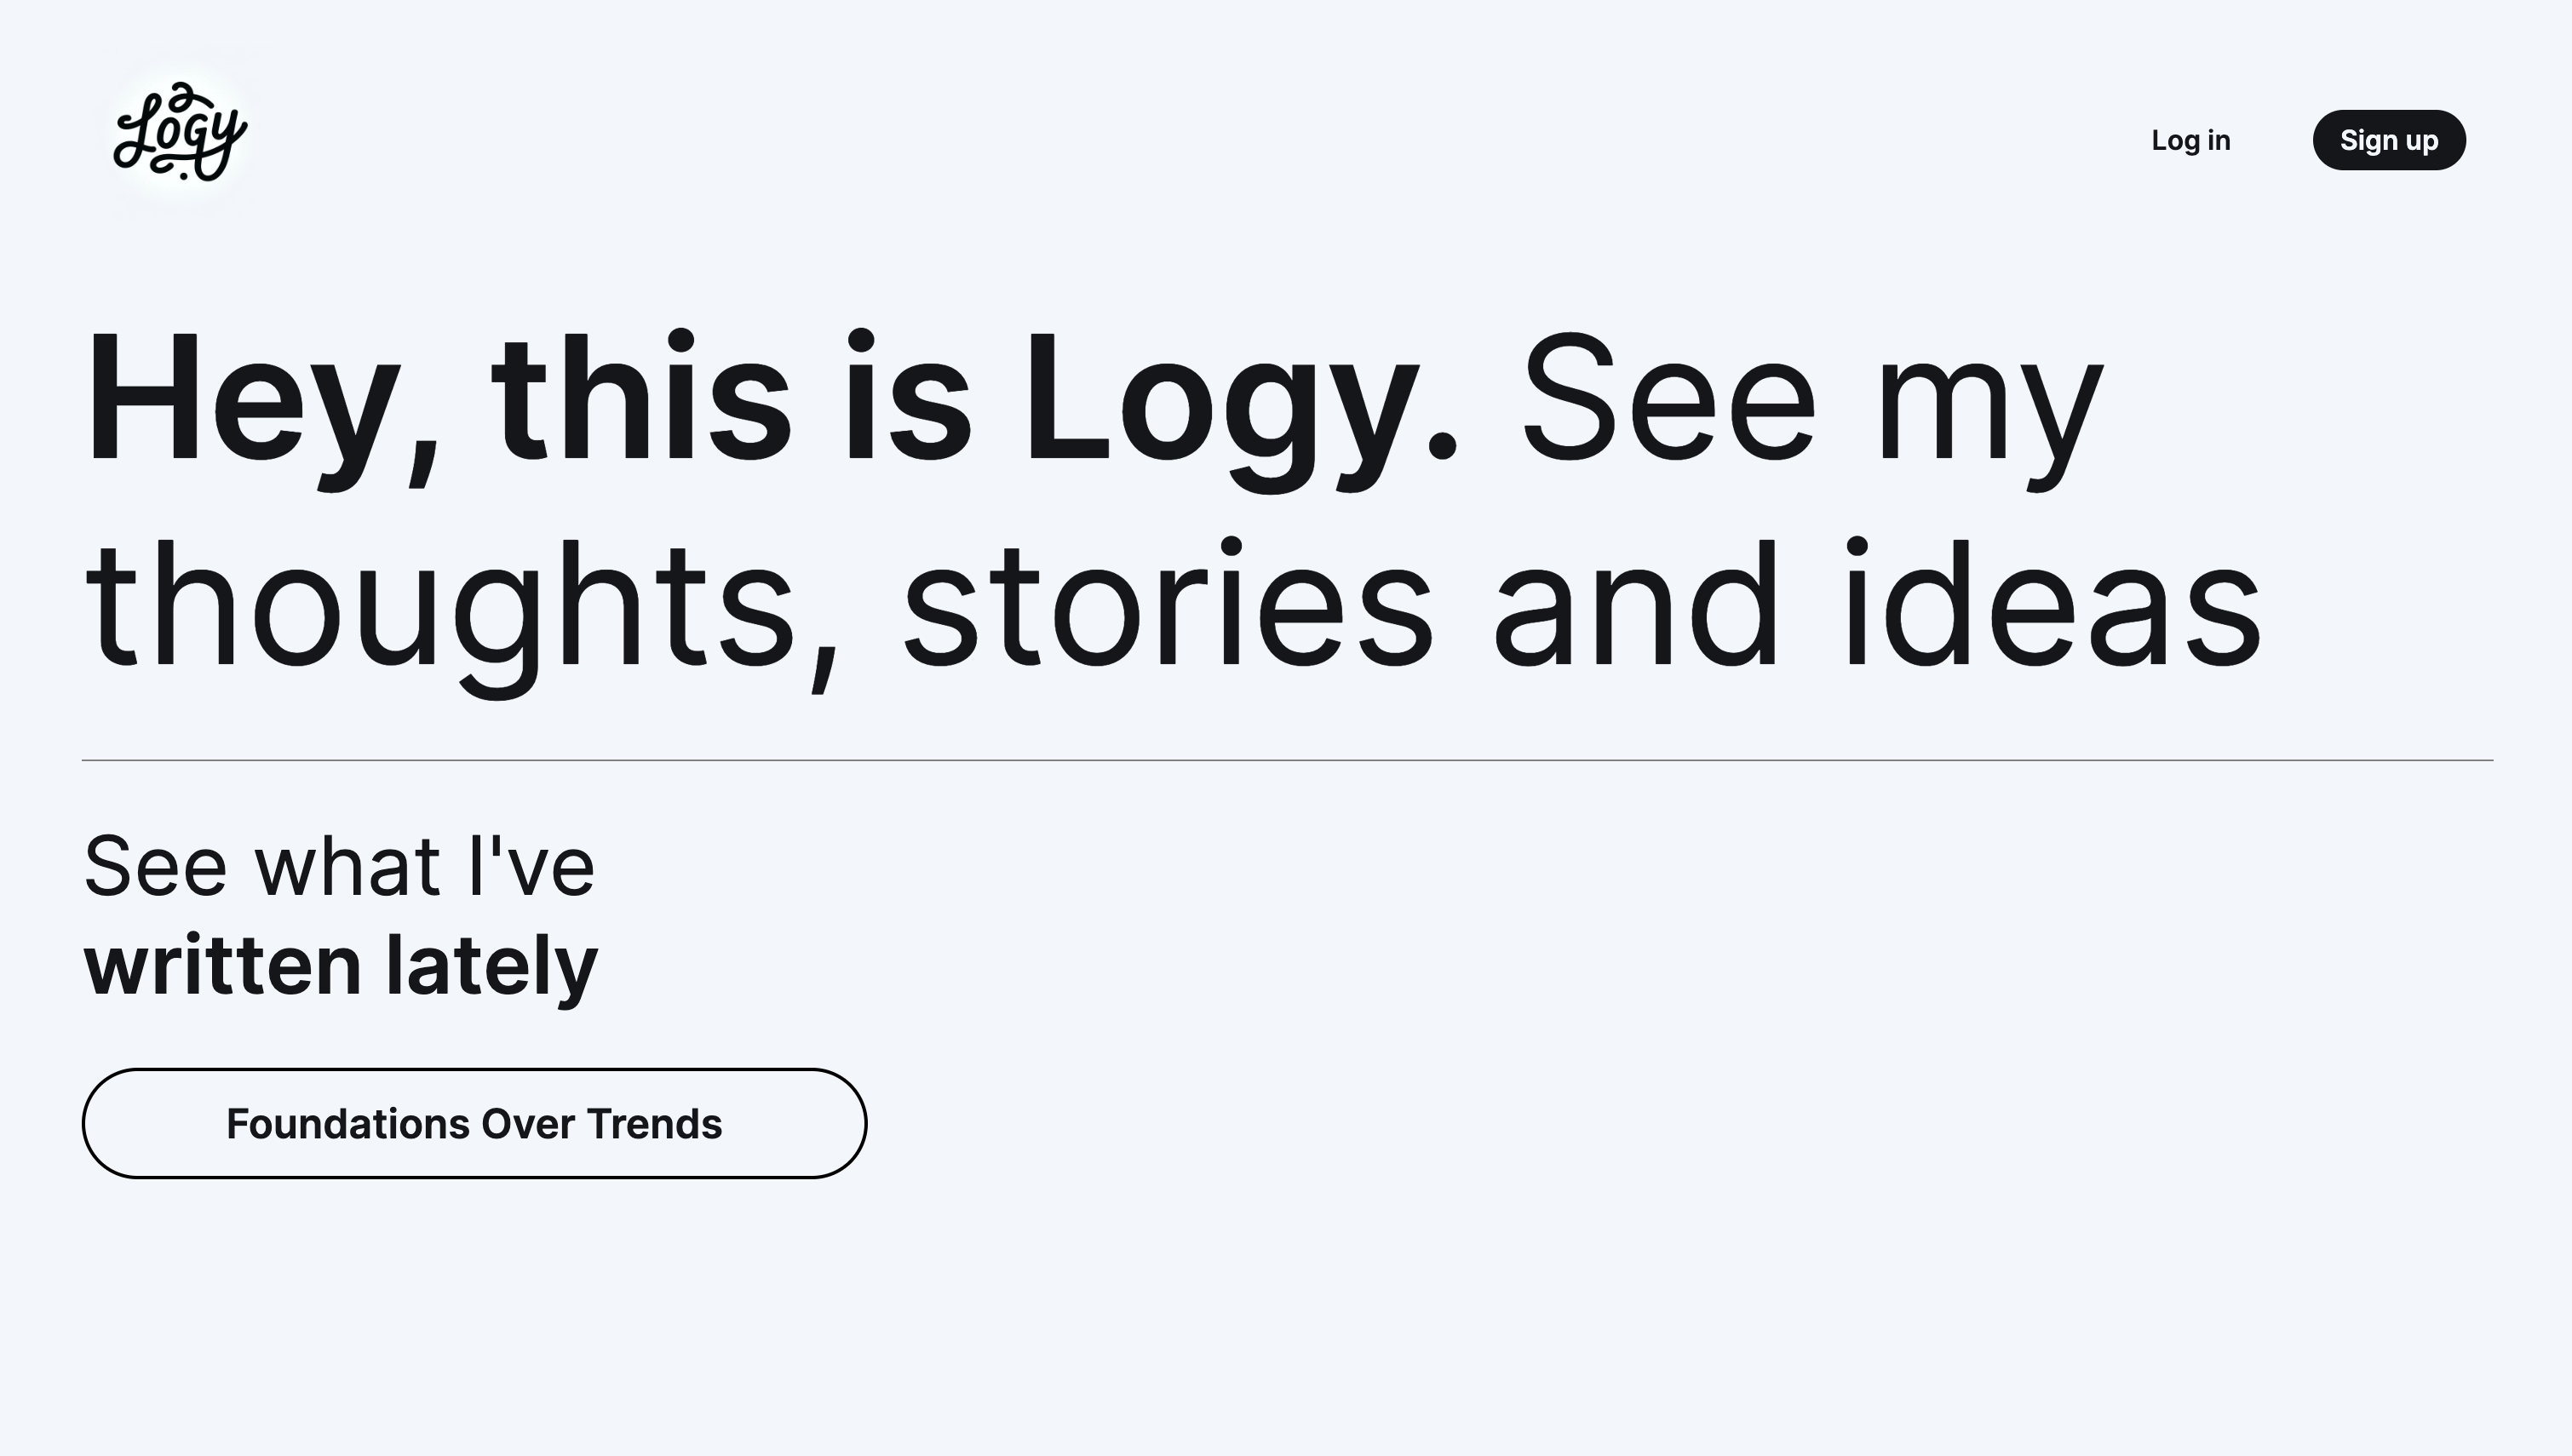 Logy
Log in
Sign up
Hey, this is Logy. See my
thoughts, stories and ideas
See what I've
written lately
Foundations Over Trends